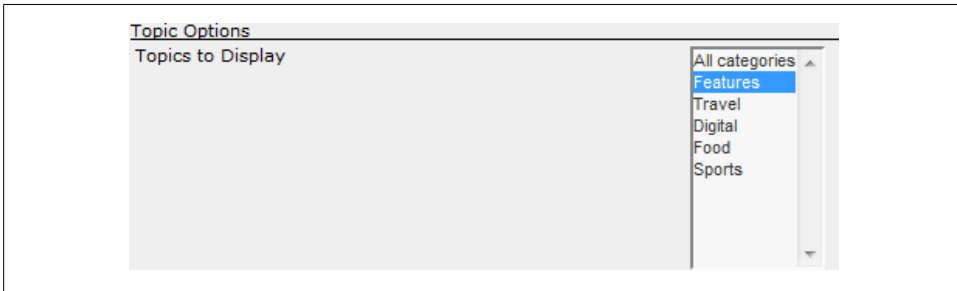 Topic Options
Topics to Display
All categories
Features
Travel
Digital
Food
Sports